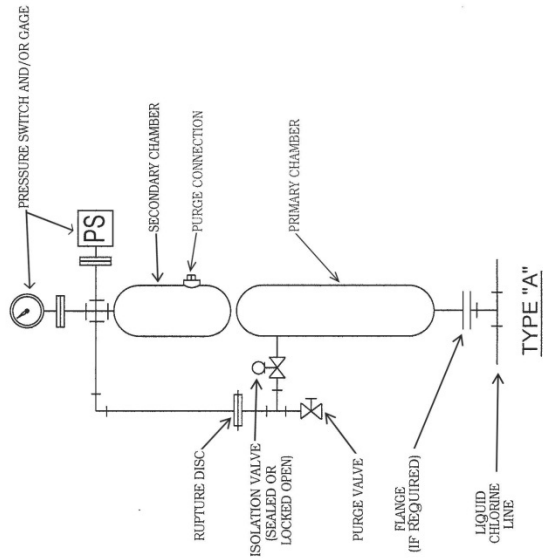 PRESSURE SWITCH AND/OR GAGE
PS
SECONDARY CHAMBER
PURGE CONNECTION
PRIMARY CHAMBER
RUPTURE DISC
ISOLATION VALVE
(SEALED OR
LOCKED OPEN)
PURGE VALVE
FLANGE
(IF REQUIRED)
LIQUID
CHLORINE
LINE
TYPE "A"